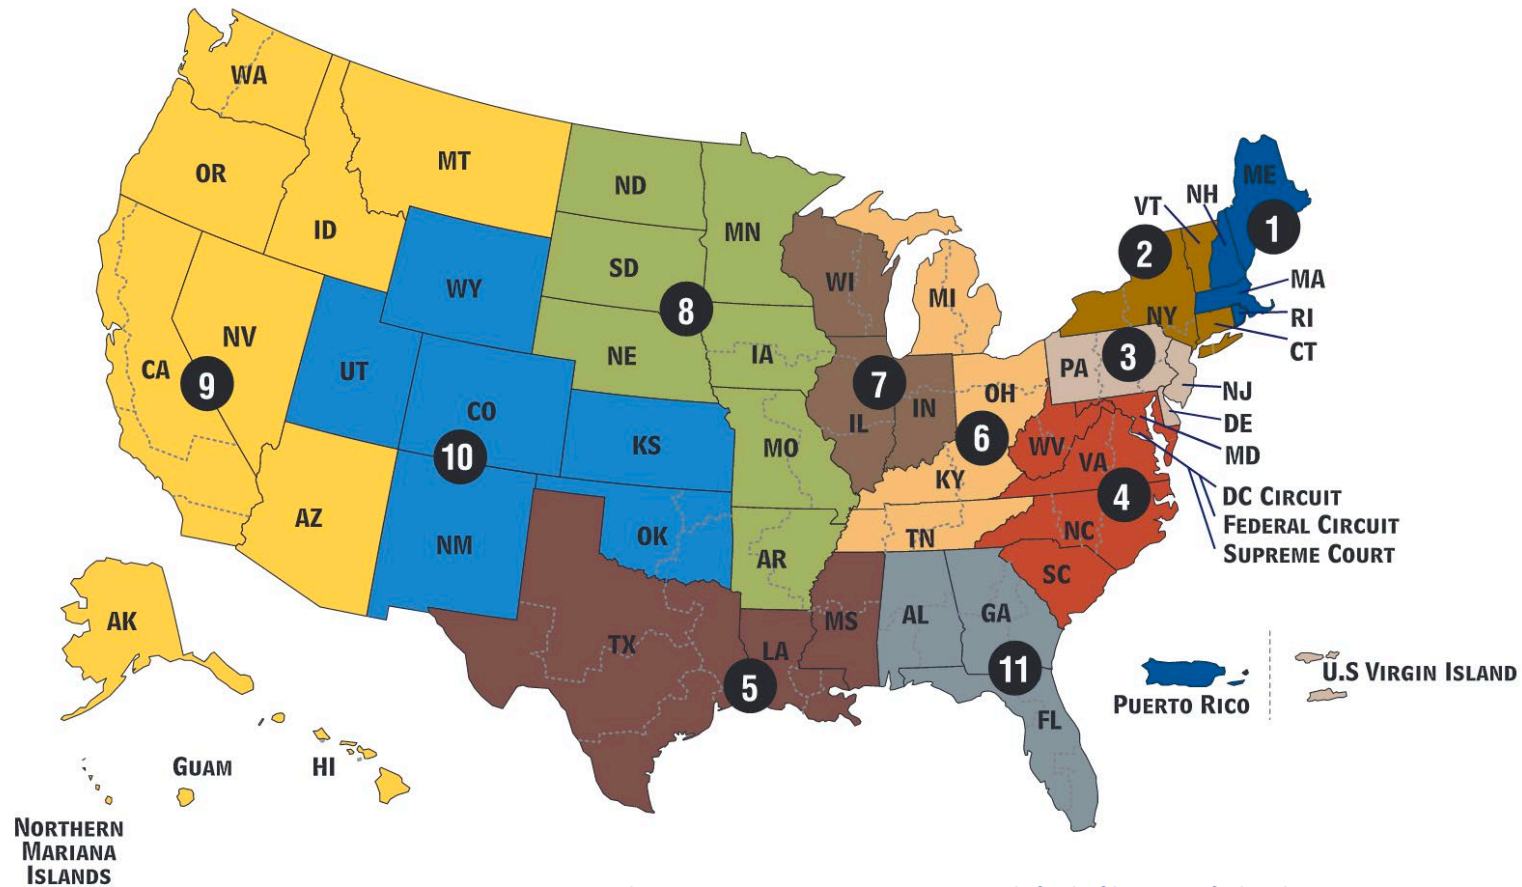 WA
MT
OR
ID
ND
MN
SD
WY
NE
IA
WI
MI
NV
CA
9
UT
CO
10
KS
8
MO
7
IL
IN
OH
6
KY
TN
AZ
NM
OK
AR
TX
LA
5
MS
AL
GA
11
FL
SC
NC
4
VA
WV
PA
3
NY
2
VT
NH
ME
1
MA
RI
CT
NJ
DE
MD
DC CIRCUIT
FEDERAL CIRCUIT
SUPREME COURT
AK
GUAM
HI
NORTHERN
MARIANA
ISLANDS
PUERTO RICO
U.S VIRGIN ISLAND